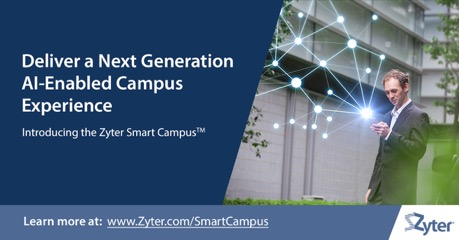 Deliver a Next Generation
AI-Enabled Campus
Experience
Introducing the Zyter Smart Campus™
Learn more at: www.Zyter.com/SmartCampus
Zyter